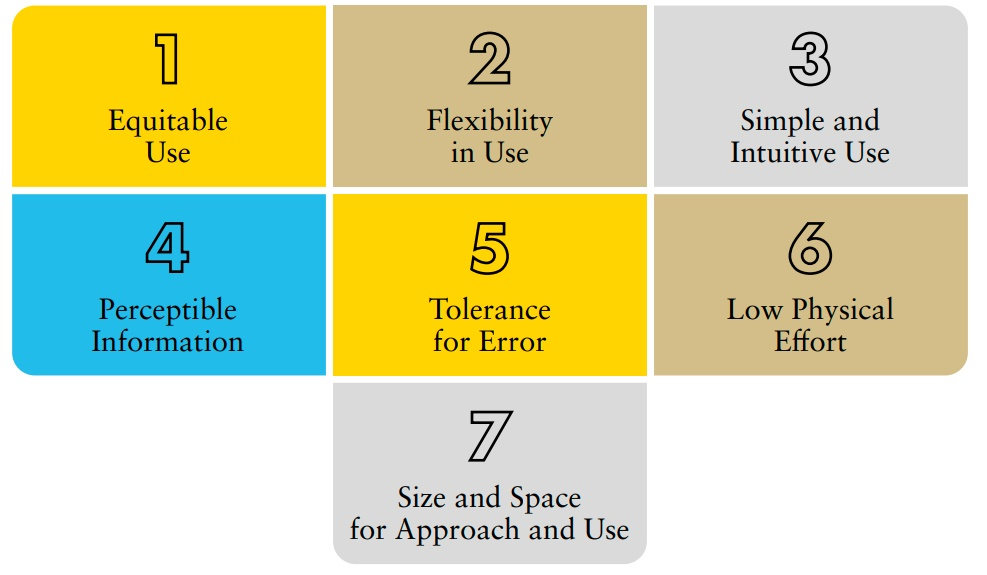 1
Equitable
Use
2
Flexibility
in Use
3
Simple and
Intuitive Use
4
Perceptible
Information
5
Tolerance
for Error
6
Low Physical
Effort
7
Size and Space
for Approach and Use